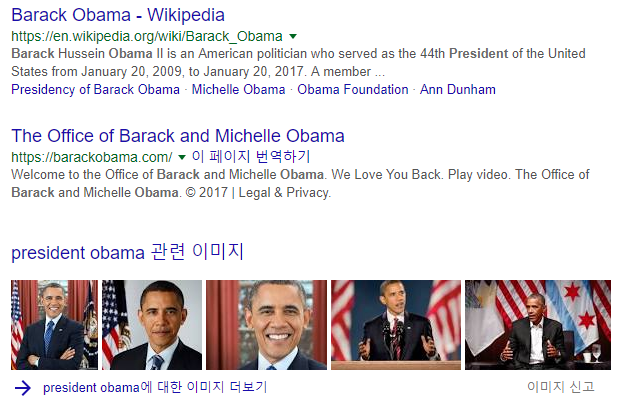 Barack Obama - Wikipedia
https://en.wikipedia.org/wiki/Barack_Obama
Barack Hussein Obama II is an American politician who served as the 44th President of the United
States from January 20, 2009, to January 20, 2017. A member ...
Presidency of Barack Obama · Michelle Obama · Obama Foundation · Ann Dunham
The Office of Barack and Michelle Obama
https://barackobama.com/ 이 페이지 번역하기
Welcome to the Office of Barack and Michelle Obama. We Love You Back. Play video. The Office of
Barack and Michelle Obama. © 2017 | Legal & Privacy.
president obama 관련 이미지
president obama에 대한 이미지 더보기 이미지 신고